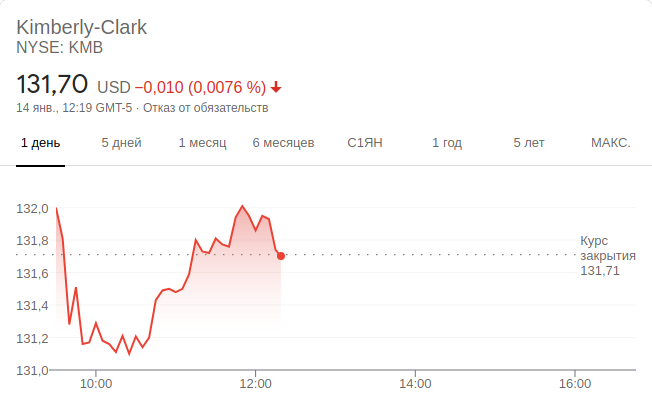 Kimberly-Clark
NYSE: KMB
131,70 USD −0,010 (0,0076 %)
14 янв., 12:19 GMT-5 · Отказ от обязательств
1 день 5 дней 1 месяц 6 месяцев С1ЯН 1 год 5 лет МАКС.
132,0
131,8
131,6
131,4
131,2
131,0
Курс
закрытия
131,71
10:00 12:00 14:00 16:00